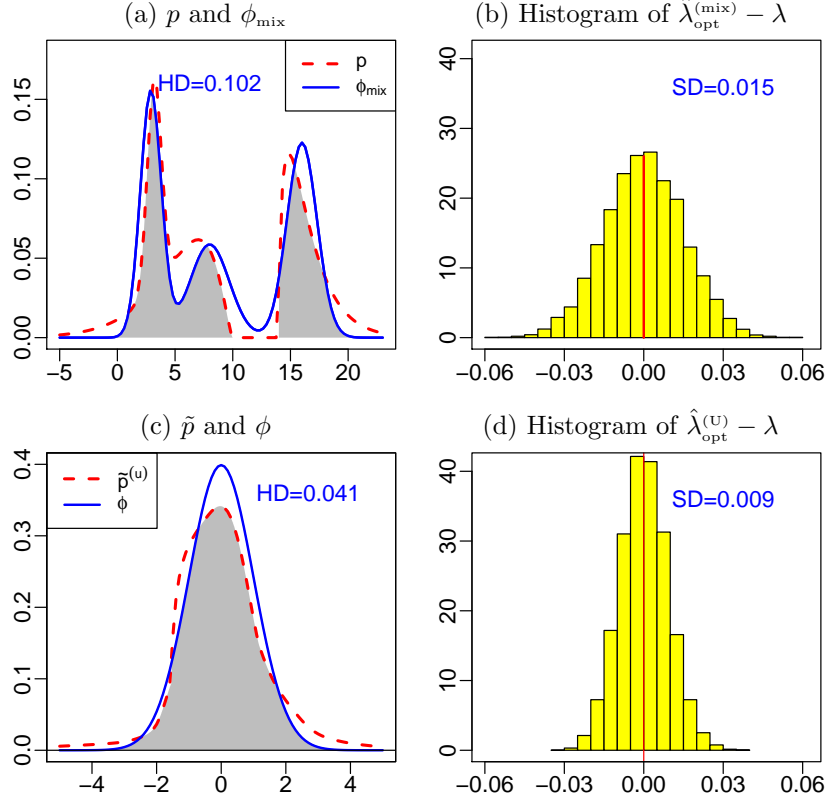 (a) p and ϕmix
(b) Histogram of λ̂opt(mix) − λ
HD=0.102
p
ϕmix
0.00 0.05 0.10 0.15
−5 0 5 10 15 20
SD=0.015
0 10 20 30 40
−0.06 −0.03 0.00 0.03 0.06
(c) p̃ and ϕ
(d) Histogram of λ̂opt(U) − λ
p̃(u)
ϕ
HD=0.041
0.0 0.1 0.2 0.3 0.4
−4 −2 0 2 4
SD=0.009
0 10 20 30 40
−0.06 −0.03 0.00 0.03 0.06